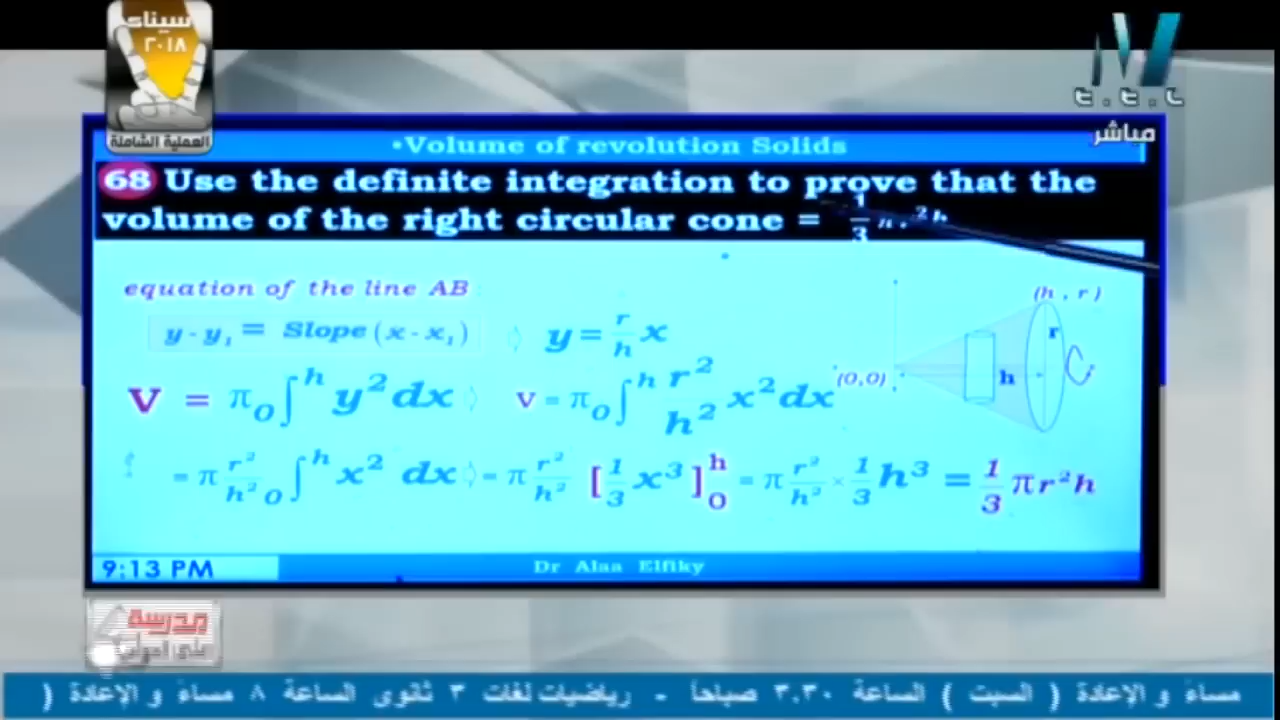 سيناء
٢٠١٨
العملية الشاملة
مباشر
•Volume of revolution Solids
68 Use the definite integration to prove that the
volume of the right circular cone = 1/3
equation of the line AB
y - y₁ = Slope (x - x₁)
y = r/h x
(h , r)
r
(0,0)
h
V = π ₀∫ʰ y² dx
V = π ₀∫ʰ r²/h² x² dx
= π r²/h² ₀∫ʰ x² dx = π r²/h² [1/3 x³]₀ʰ = π r²/h² × 1/3 h³ = 1/3 πr²h
9:13 PM
Dr Alaa Elfiky
مدرسة
على الهواء
مساءً و الإعادة ( السبت ) الساعة ٣.٣٠ صباحاً - رياضيات لغات ٣ ثانوى الساعة ٨ مساءً و الإعادة (